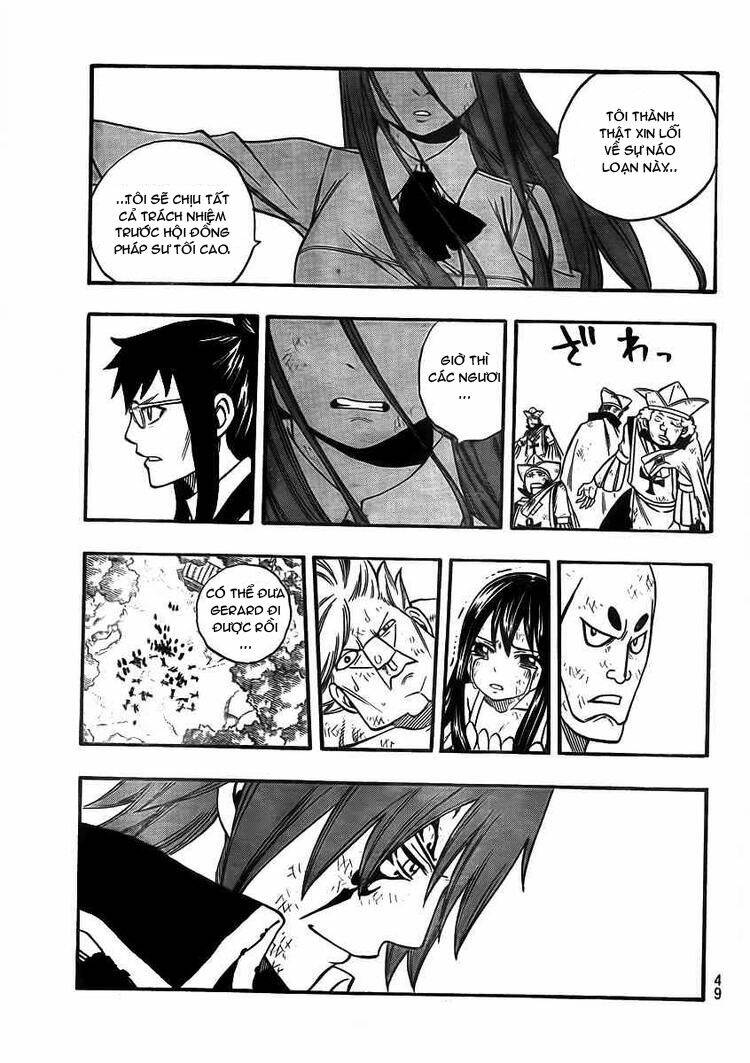 TÔI THÀNH
THẬT XIN LỖI
VỀ SỰ NÁO
LOẠN NÀY..
..TÔI SẼ CHỊU TẤT
CẢ TRÁCH NHIỆM
TRƯỚC HỘI ĐỒNG
PHÁP SƯ TỐI CAO.
GIỜ THÌ
CÁC NGƯƠI
...
ざわっ
CÓ THỂ ĐƯA
GERARD ĐI
ĐƯỢC RỒI
...
49